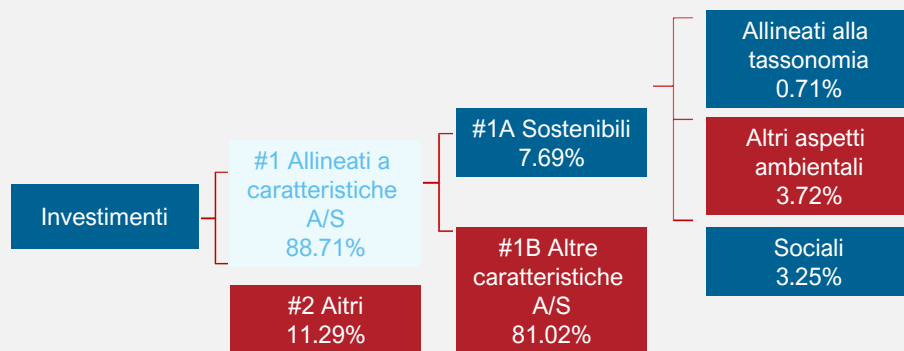 Investimenti
#1 Allineati a
caratteristiche
A/S
88.71%
#2 Aitri
11.29%
#1A Sostenibili
7.69%
#1B Altre
caratteristiche
A/S
81.02%
Allineati alla
tassonomia
0.71%
Altri aspetti
ambientali
3.72%
Sociali
3.25%